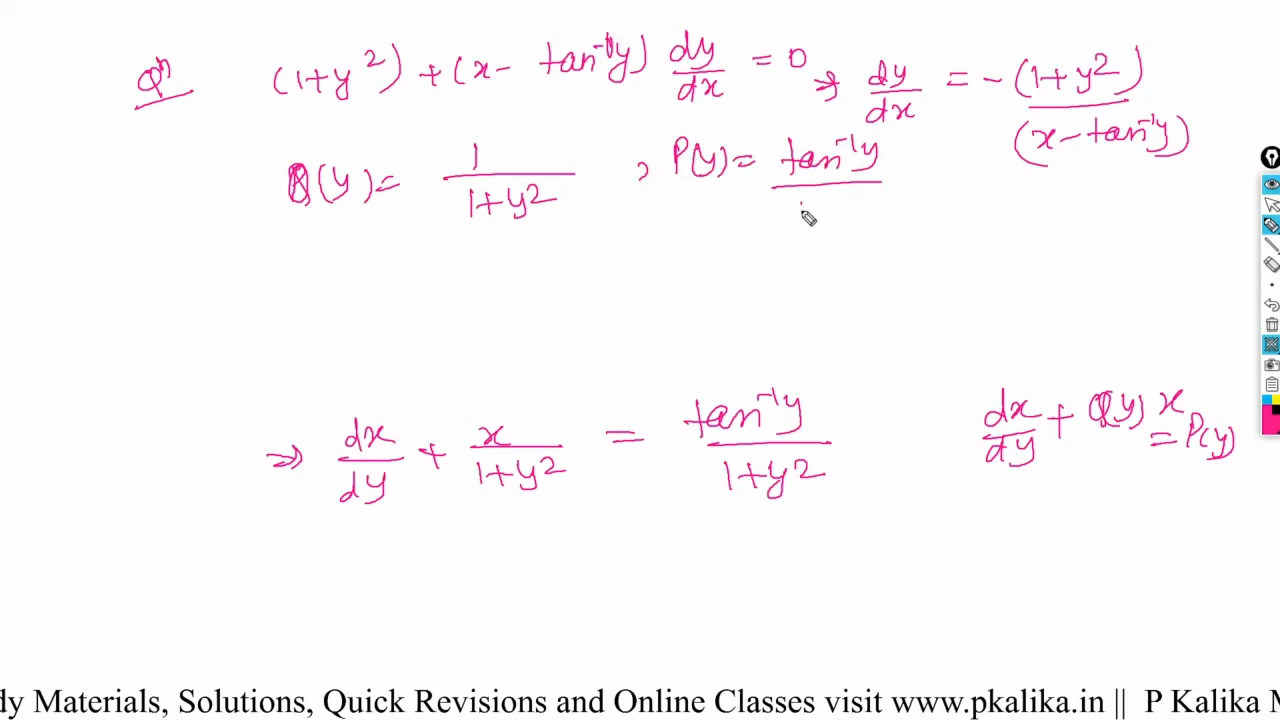 Qn (1+y²) + (x - tan⁻¹y) dy/dx = 0 ⇒ dy/dx = -(1+y²)/(x - tan⁻¹y)
Q(y) = 1/1+y² , P(y) = tan⁻¹y/
⇒ dx/dy + x/1+y² = tan⁻¹y/1+y² dx/dy + Q(y) x = P(y)
dy Materials, Solutions, Quick Revisions and Online Classes visit www.pkalika.in || P Kalika M